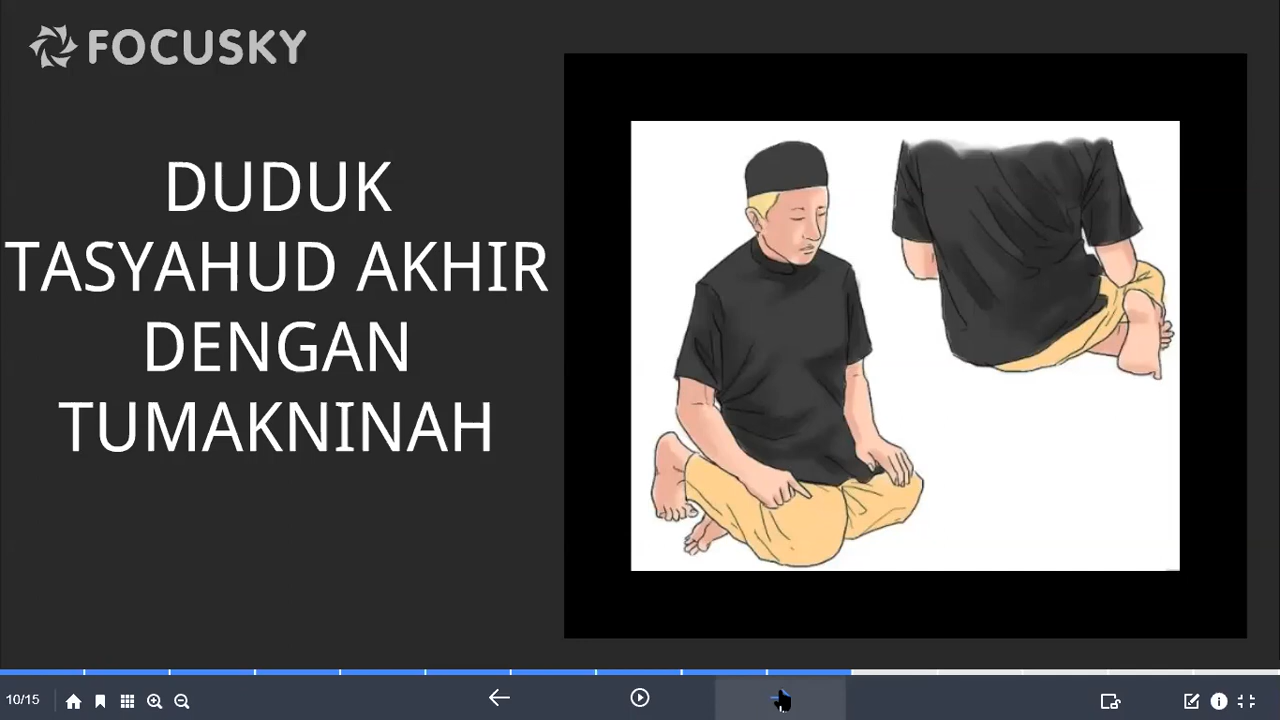 FOCUSKY
DUDUK
TASYAHUD AKHIR
DENGAN
TUMAKNINAH
10/15